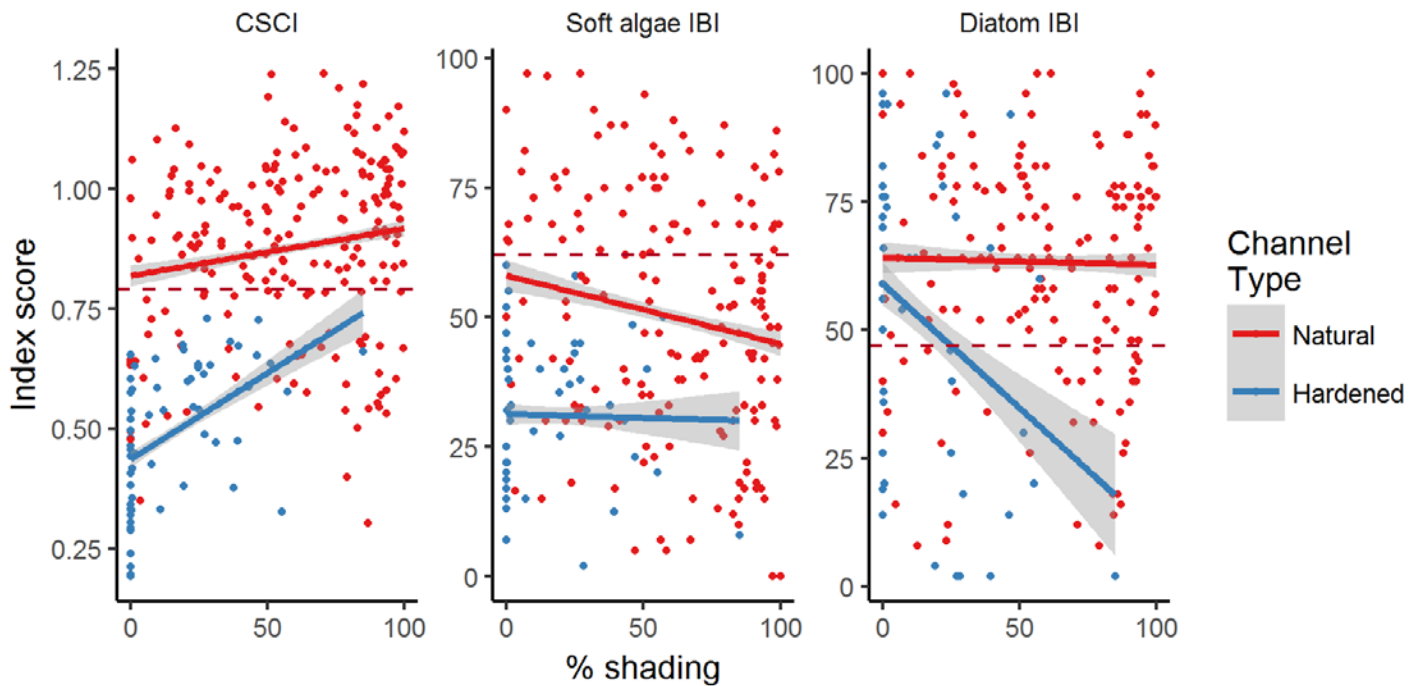 CSCI
Soft algae IBI
Diatom IBI
Index score
1.25
1.00
0.75
0.50
0.25
100
75
50
25
0
100
75
50
25
0
0 50 100
0 50 100
0 50 100
% shading
Channel
Type
Natural
Hardened